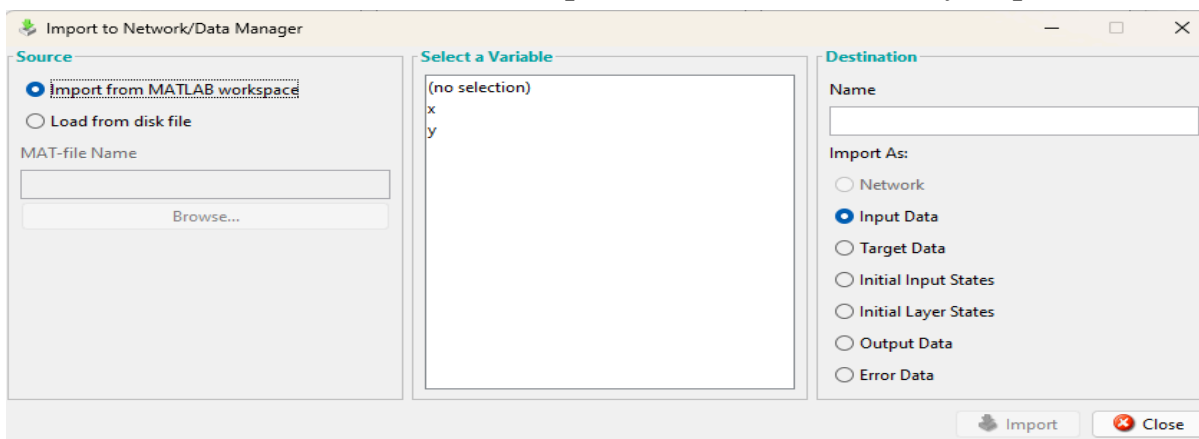 Import to Network/Data Manager
Source
Import from MATLAB workspace
Load from disk file
MAT-file Name
Browse...
Select a Variable
(no selection)
x
y
Destination
Name
Import As:
Network
Input Data
Target Data
Initial Input States
Initial Layer States
Output Data
Error Data
Import
Close